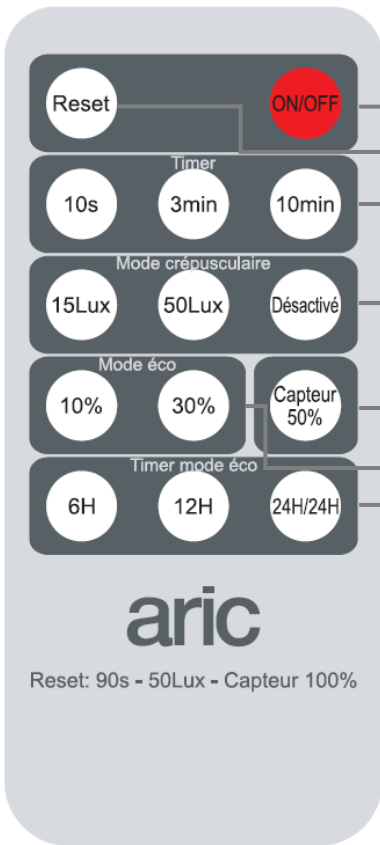 Reset ON/OFF
Timer
10s 3min 10min
Mode crépusculaire
15Lux 50Lux Désactivé
Mode éco
10% 30% Capteur
50%
Timer mode éco
6H 12H 24H/24H
aric
Reset: 90s - 50Lux - Capteur 100%